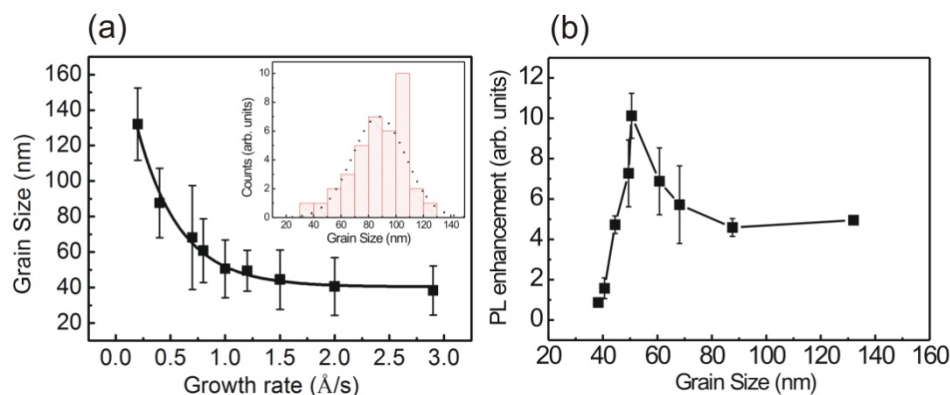 (a)
Grain Size (nm)
160
140
120
100
80
60
40
20
0.0 0.5 1.0 1.5 2.0 2.5 3.0
Growth rate (Å/s)
Counts (arb. units)
10
8
6
4
2
0
20 40 60 80 100 120 140
Grain Size (nm)
(b)
PL enhancement (arb. units)
12
10
8
6
4
2
0
20 40 60 80 100 120 140 160
Grain Size (nm)